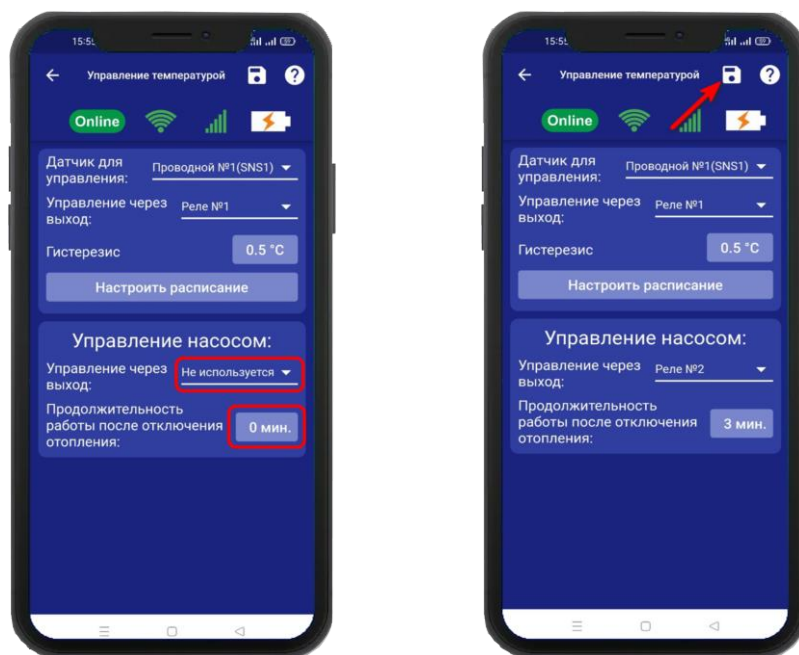 15:5
Управление температурой
Online
Датчик для
управления:
Проводной №1(SNS1)
Управление через
выход:
Реле №1
Гистерезис
0.5 °C
Настроить расписание
Управление насосом:
Управление через
выход:
Не используется
Продолжительность
работы после отключения
отопления:
0 мин.
15:5
Управление температурой
Online
Датчик для
управления:
Проводной №1(SNS1)
Управление через
выход:
Реле №1
Гистерезис
0.5 °C
Настроить расписание
Управление насосом:
Управление через
выход:
Реле №2
Продолжительность
работы после отключения
отопления:
3 мин.